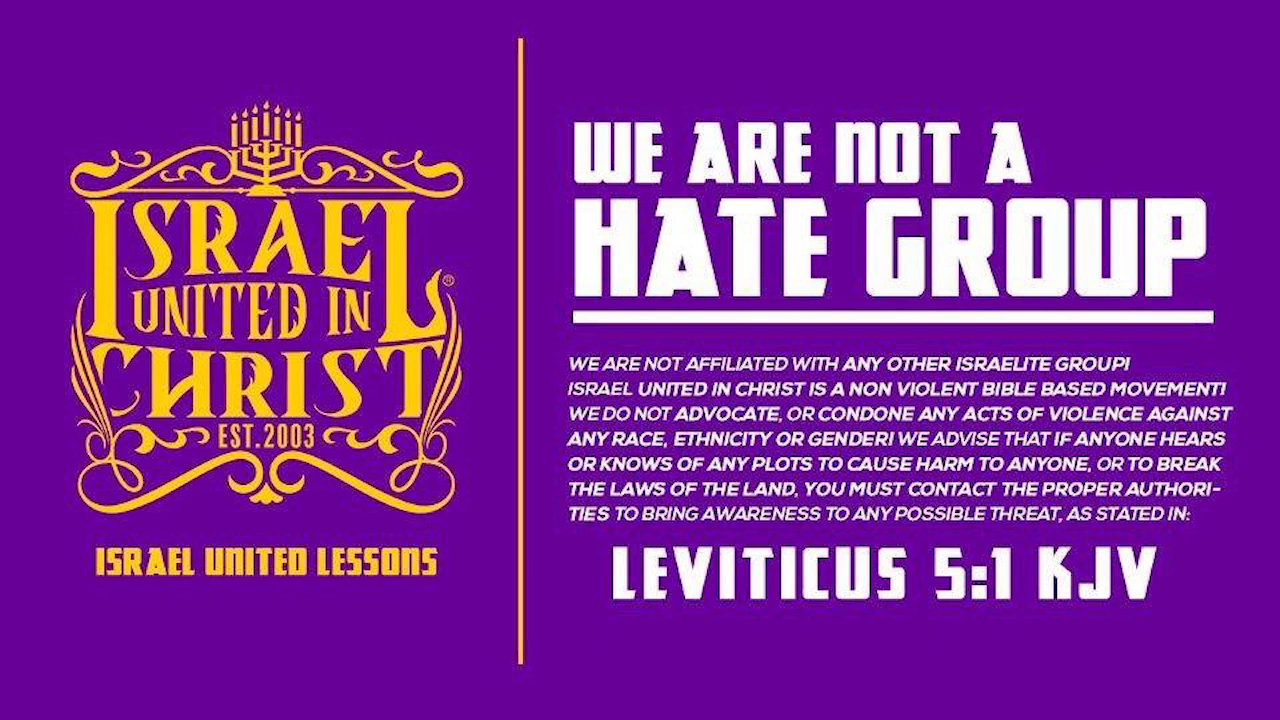 ISRAEL
UNITED IN
CHRIST
EST.2003
ISRAEL UNITED LESSONS
WE ARE NOT A
HATE GROUP
WE ARE NOT AFFILIATED WITH ANY OTHER ISRAELITE GROUP!
ISRAEL UNITED IN CHRIST IS A NON VIOLENT BIBLE BASED MOVEMENT!
WE DO NOT ADVOCATE, OR CONDONE ANY ACTS OF VIOLENCE AGAINST
ANY RACE, ETHNICITY OR GENDER! WE ADVISE THAT IF ANYONE HEARS
OR KNOWS OF ANY PLOTS TO CAUSE HARM TO ANYONE, OR TO BREAK
THE LAWS OF THE LAND, YOU MUST CONTACT THE PROPER AUTHORI-
TIES TO BRING AWARENESS TO ANY POSSIBLE THREAT, AS STATED IN:
LEVITICUS 5:1 KJV